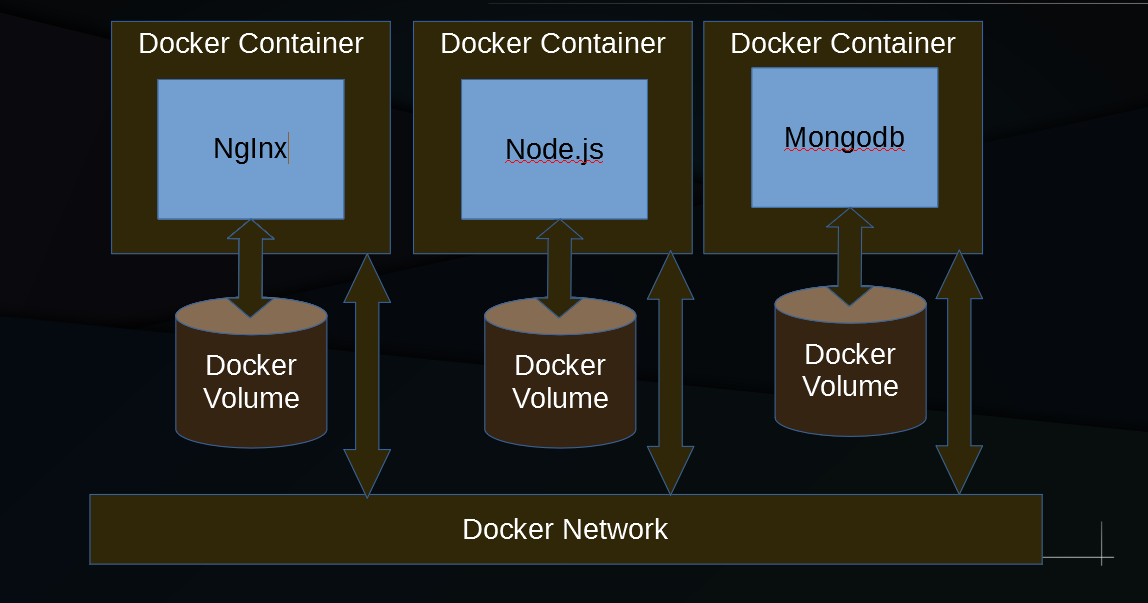 Docker Container
Docker Container
Docker Container
NgInx
Node.js
Mongodb
Docker
Volume
Docker
Volume
Docker
Volume
Docker Network